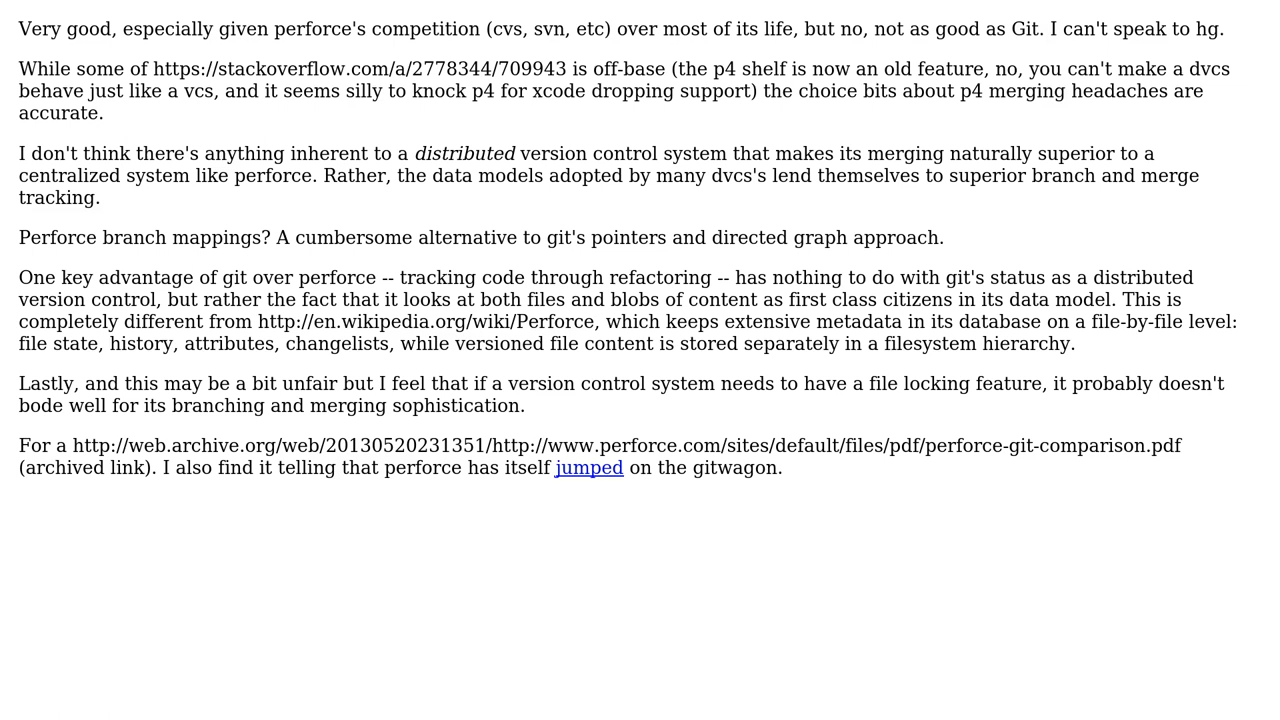 Very good, especially given perforce's competition (cvs, svn, etc) over most of its life, but no, not as good as Git. I can't speak to hg.
While some of https://stackoverflow.com/a/2778344/709943 is off-base (the p4 shelf is now an old feature, no, you can't make a dvcs
behave just like a vcs, and it seems silly to knock p4 for xcode dropping support) the choice bits about p4 merging headaches are
accurate.
I don't think there's anything inherent to a distributed version control system that makes its merging naturally superior to a
centralized system like perforce. Rather, the data models adopted by many dvcs's lend themselves to superior branch and merge
tracking.
Perforce branch mappings? A cumbersome alternative to git's pointers and directed graph approach.
One key advantage of git over perforce -- tracking code through refactoring -- has nothing to do with git's status as a distributed
version control, but rather the fact that it looks at both files and blobs of content as first class citizens in its data model. This is
completely different from http://en.wikipedia.org/wiki/Perforce, which keeps extensive metadata in its database on a file-by-file level:
file state, history, attributes, changelists, while versioned file content is stored separately in a filesystem hierarchy.
Lastly, and this may be a bit unfair but I feel that if a version control system needs to have a file locking feature, it probably doesn't
bode well for its branching and merging sophistication.
For a http://web.archive.org/web/20130520231351/http://www.perforce.com/sites/default/files/pdf/perforce-git-comparison.pdf
(archived link). I also find it telling that perforce has itself jumped on the gitwagon.